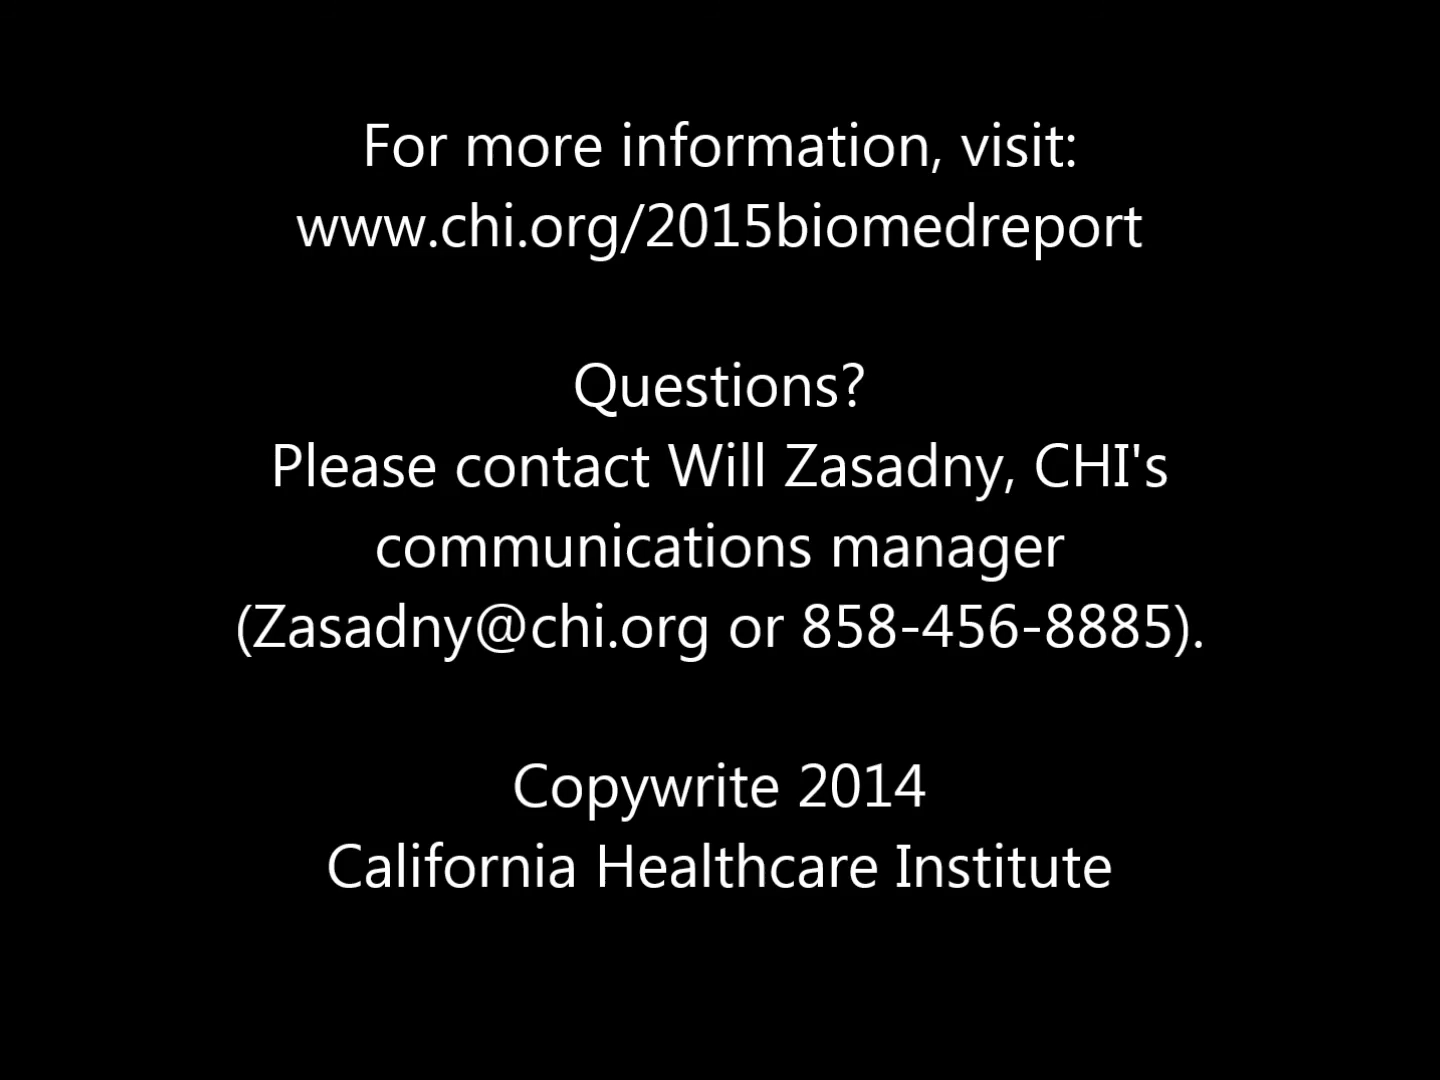 For more information, visit:
www.chi.org/2015biomedreport
Questions?
Please contact Will Zasadny, CHI's
communications manager
(Zasadny@chi.org or 858-456-8885).
Copywrite 2014
California Healthcare Institute